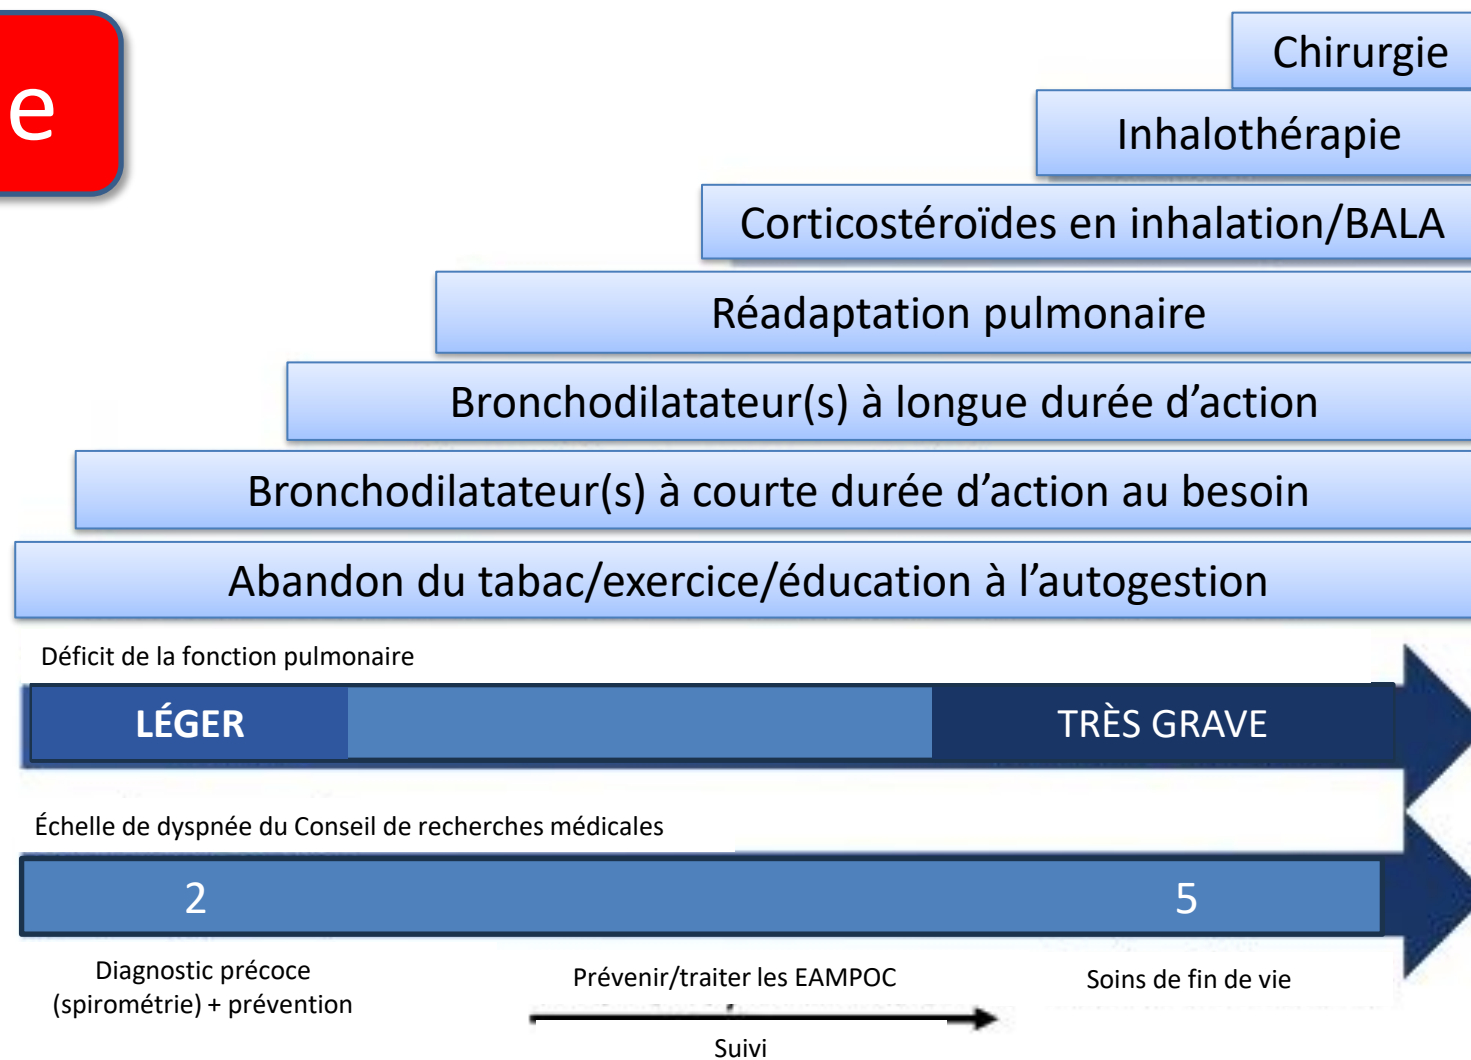 e
Chirurgie
Inhalothérapie
Corticostéroïdes en inhalation/BALA
Réadaptation pulmonaire
Bronchodilatateur(s) à longue durée d’action
Bronchodilatateur(s) à courte durée d’action au besoin
Abandon du tabac/exercice/éducation à l’autogestion
Déficit de la fonction pulmonaire
LÉGER
TRÈS GRAVE
Échelle de dyspnée du Conseil de recherches médicales
2
5
Diagnostic précoce
(spirométrie) + prévention
Prévenir/traiter les EAMPOC
Soins de fin de vie
Suivi